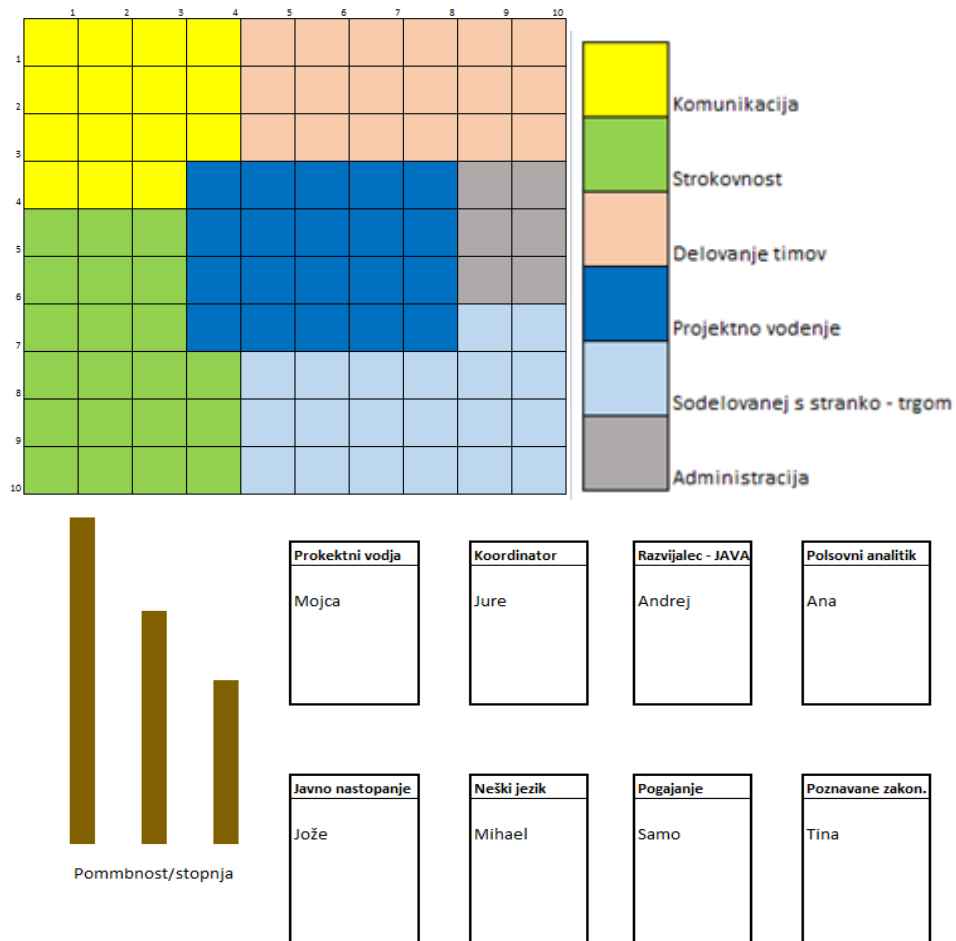 1 2 3 4 5 6 7 8 9 10
1
2
3
4
5
6
7
8
9
10
Komunikacija
Strokovnost
Delovanje timov
Projektno vodenje
Sodelovanej s stranko - trgom
Administracija
Pommbnost/stopnja
Prokektni vodja
Mojca
Koordinator
Jure
Razvijalec - JAVA
Andrej
Polsovni analitik
Ana
Javno nastopanje
Jože
Neški jezik
Mihael
Pogajanje
Samo
Poznavane zakon.
Tina